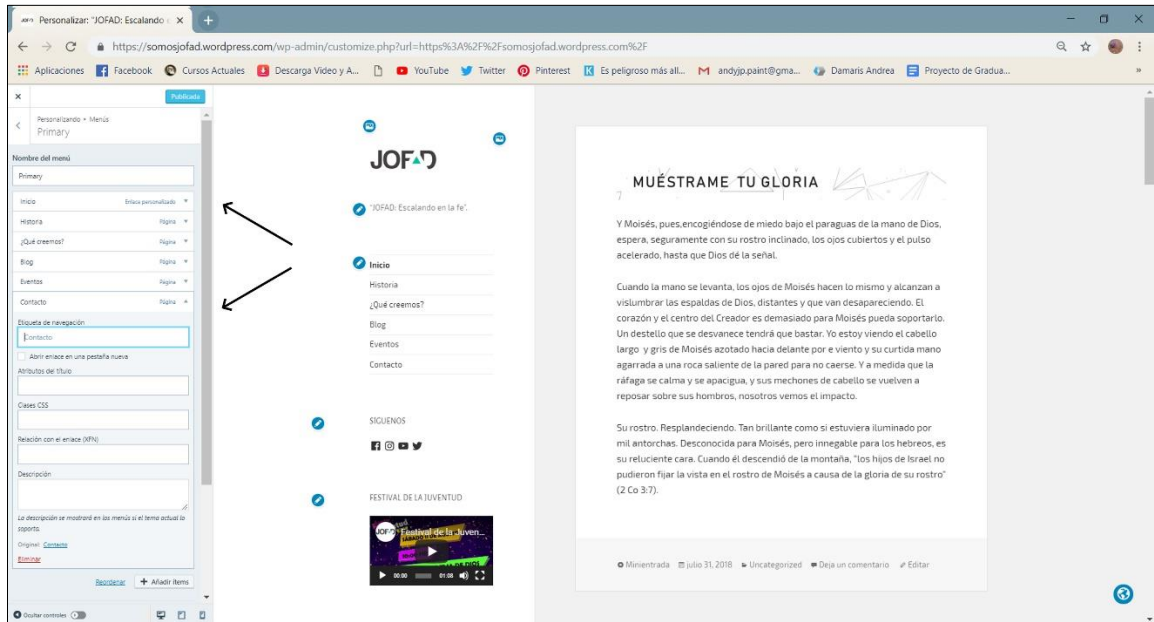 Personalizar: "JOFAD: Escalando e
https://somosjofad.wordpress.com/wp-admin/customize.php?url=https%3A%2F%2Fsomosjofad.wordpress.com%2F
Aplicaciones Facebook Cursos Actuales Descarga Video y A... YouTube Twitter Pinterest Es peligroso más all... andyjp.paint@gma... Damaris Andrea Proyecto de Gradua...
Publicado
Personalizando • Menús
Primary
Nombre del menú
Primary
Inicio Enlace personalizado
Historia Página
¿Qué creemos? Página
Blog Página
Eventos Página
Contacto Página
Etiqueta de navegación
Contacto
Abrir enlace en una pestaña nueva
Atributos del título
Clases CSS
Relación con el enlace (XFN)
Descripción
La descripción se mostrará en los menús si el tema actual lo
soporta.
Original: Contacto
Eliminar
Reordenar + Añadir ítems
Ocultar controles
JOFAD
"JOFAD: Escalando en la fe".
Inicio
Historia
¿Qué creemos?
Blog
Eventos
Contacto
SIGUENOS
FESTIVAL DE LA JUVENTUD
JOFAD Festival de la Juven...
00:00 01:08
MUÉSTRAME TU GLORIA
7
Y Moisés, pues,encogiéndose de miedo bajo el paraguas de la mano de Dios,
espera, seguramente con su rostro inclinado, los ojos cubiertos y el pulso
acelerado, hasta que Dios dé la señal.
Cuando la mano se levanta, los ojos de Moisés hacen lo mismo y alcanzan a
vislumbrar las espaldas de Dios, distantes y que van desapareciendo. El
corazón y el centro del Creador es demasiado para Moisés pueda soportarlo.
Un destello que se desvanece tendrá que bastar. Yo estoy viendo el cabello
largo y gris de Moisés azotado hacia delante por e viento y su curtida mano
agarrada a una roca saliente de la pared para no caerse. Y a medida que la
ráfaga se calma y se apacigua, y sus mechones de cabello se vuelven a
reposar sobre sus hombros, nosotros vemos el impacto.
Su rostro. Resplandeciendo. Tan brillante como si estuviera iluminado por
mil antorchas. Desconocida para Moisés, pero innegable para los hebreos, es
su reluciente cara. Cuando él descendió de la montaña, "los hijos de Israel no
pudieron fijar la vista en el rostro de Moisés a causa de la gloria de su rostro"
(2 Co 3:7).
Minientrada julio 31, 2018 Uncategorized Deja un comentario Editar